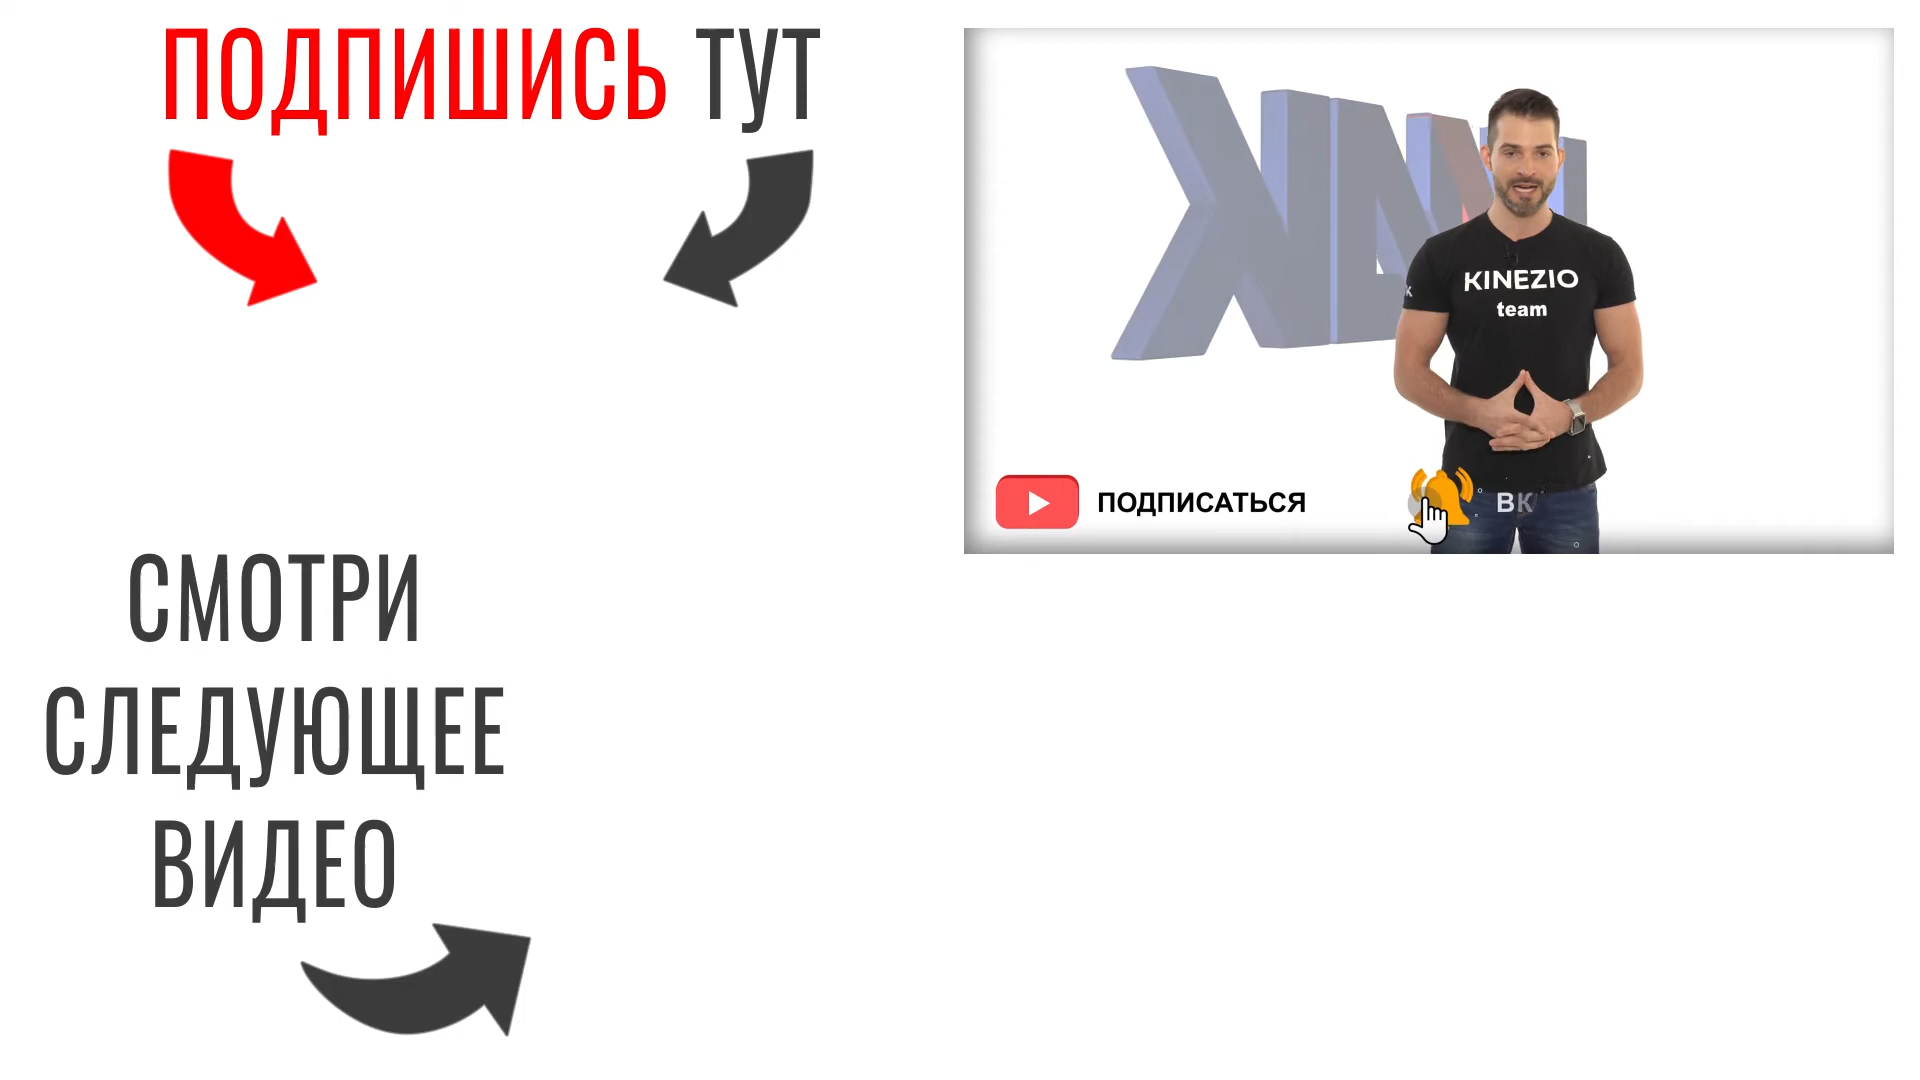 ПОДПИШИСЬ ТУТ
KINEZIO
team
ПОДПИСАТЬСЯ
ВК
СМОТРИ
СЛЕДУЮЩЕЕ
ВИДЕО